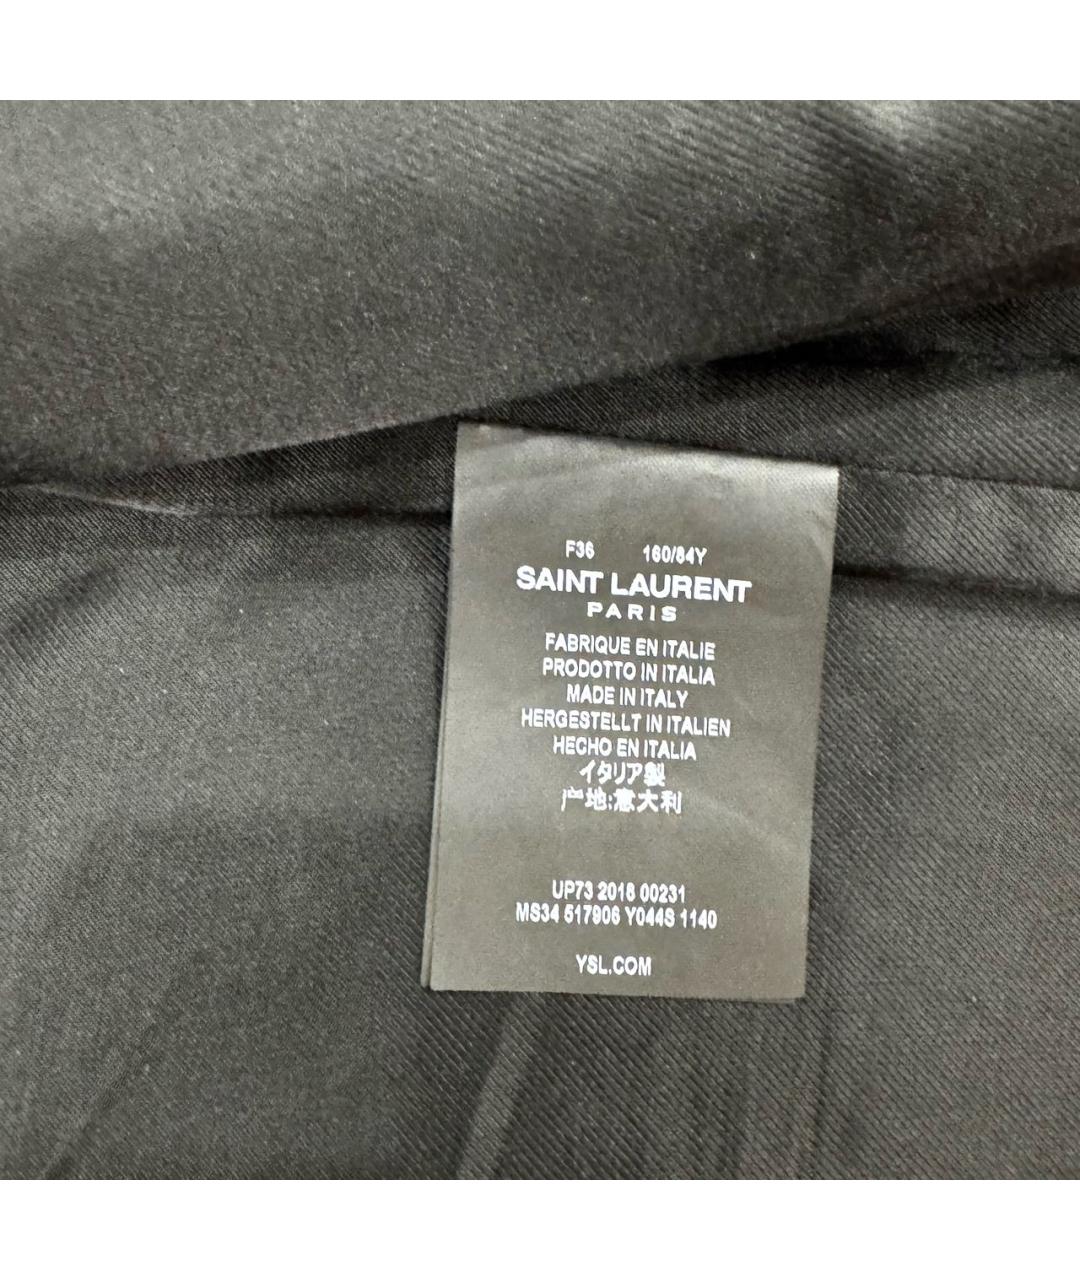 F36 160/84Y
SAINT LAURENT
PARIS
FABRIQUE EN ITALIE
PRODOTTO IN ITALIA
MADE IN ITALY
HERGESTELLT IN ITALIEN
HECHO EN ITALIA
イタリア製
产地:意大利
UP73 2018 00231
MS34 517906 Y044S 1140
YSL.COM